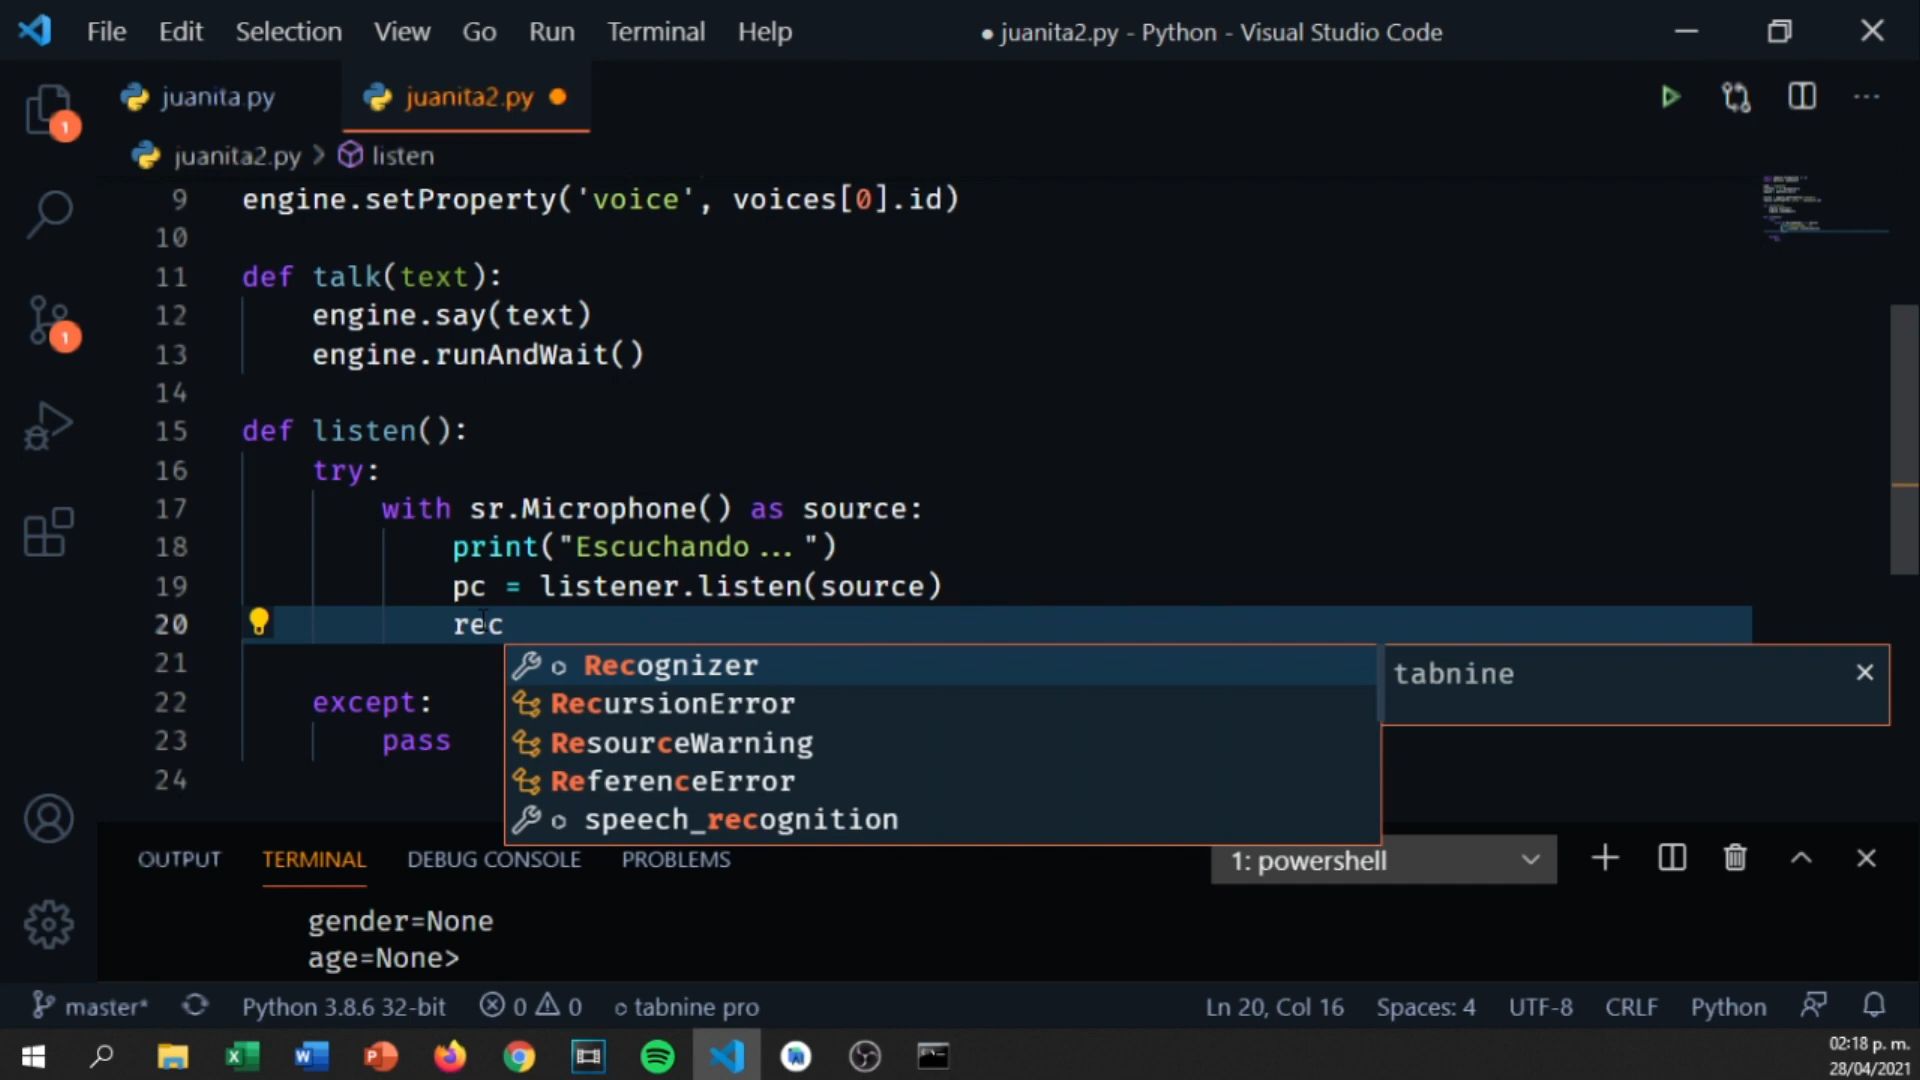 File Edit Selection View Go Run Terminal Help
● juanita2.py - Python - Visual Studio Code
juanita.py
juanita2.py
juanita2.py > listen
1
1
9 engine.setProperty('voice', voices[0].id)
10
11 def talk(text):
12 engine.say(text)
13 engine.runAndWait()
14
15 def listen():
16 try:
17 with sr.Microphone() as source:
18 print("Escuchando...")
19 pc = listener.listen(source)
20 rec
21
22 except:
23 pass
24
Recognizer
RecursionError
ResourceWarning
ReferenceError
speech_recognition
tabnine
OUTPUT TERMINAL DEBUG CONSOLE PROBLEMS
1: powershell
gender=None
age=None>
master* Python 3.8.6 32-bit 0 0 tabnine pro
Ln 20, Col 16 Spaces: 4 UTF-8 CRLF Python
02:18 p. m.
28/04/2021